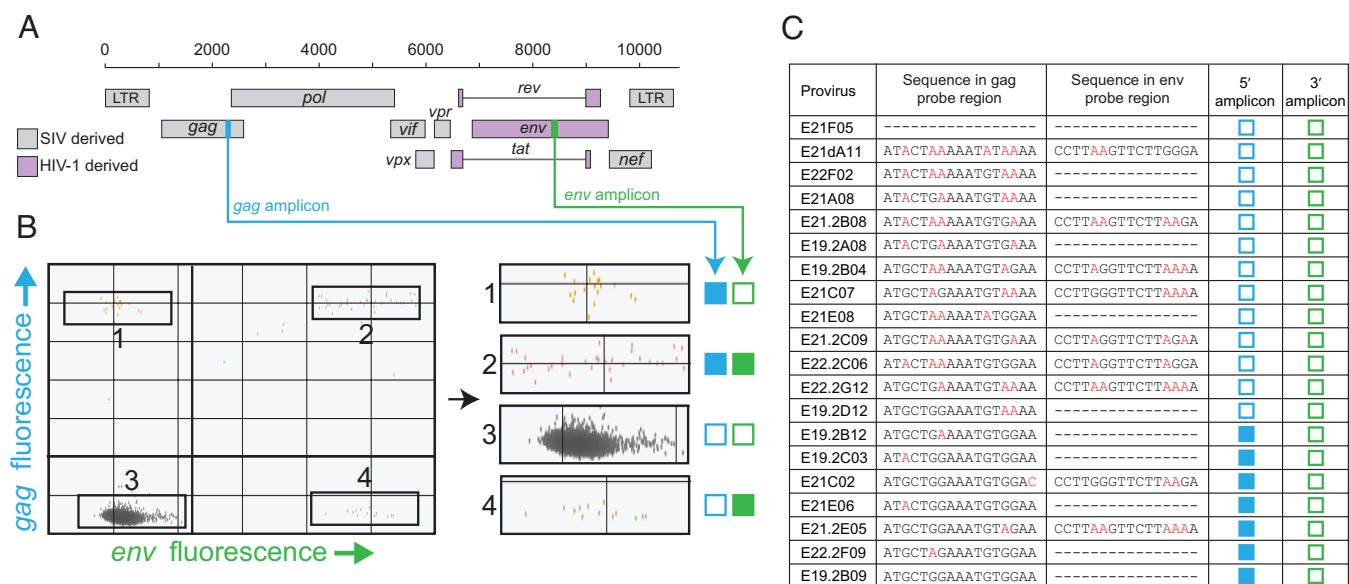 A
0 2000 4000 6000 8000 10000
LTR pol vpr rev LTR
gag vif env
vpx tat nef
SIV derived
HIV-1 derived
gag amplicon
env amplicon
B
gag fluorescence
1 2
3 4
env fluorescence
1
2
3
4
C
Provirus Sequence in gag probe region Sequence in env probe region 5′ amplicon 3′ amplicon
E21F05 ----------------- ----------------
E21dA11 ATACTAAAAATATAAAA CCTTAAGTTCTTGGGA
E22F02 ATACTAAAAATGTAAAA ----------------
E21A08 ATACTGAAAATGTAAAA ----------------
E21.2B08 ATACTAAAAATGTGAAA CCTTAAGTTCTTAAGA
E19.2A08 ATACTGAAAATGTGAAA ----------------
E19.2B04 ATGCTAAAAATGTAGAA CCTTAGGTTCTTAAAA
E21C07 ATGCTAGAAATGTAAAA CCTTGGGTTCTTAAAA
E21E08 ATGCTAAAAATATGGAA ----------------
E21.2C09 ATGCTAAAAATGTGAAA CCTTAGGTTCTTAGAA
E22.2C06 ATACTAAAAATGTGGAA CCTTAGGTTCTTAGGA
E22.2G12 ATGCTGAAAATGTAAAA CCTTAAGTTCTTAAAA
E19.2D12 ATGCTGGAAATGTAAAA ----------------
E19.2B12 ATGCTGAAAATGTGGAA ----------------
E19.2C03 ATACTGGAAATGTGGAA ----------------
E21C02 ATGCTGGAAATGTGGAC CCTTGGGTTCTTAAGA
E21E06 ATACTGGAAATGTGGAA ----------------
E21.2E05 ATGCTGGAAATGTAGAA CCTTAAGTTCTTAAAA
E22.2F09 ATGCTAGAAATGTGGAA ----------------
E19.2B09 ATGCTGGAAATGTGGAA ----------------